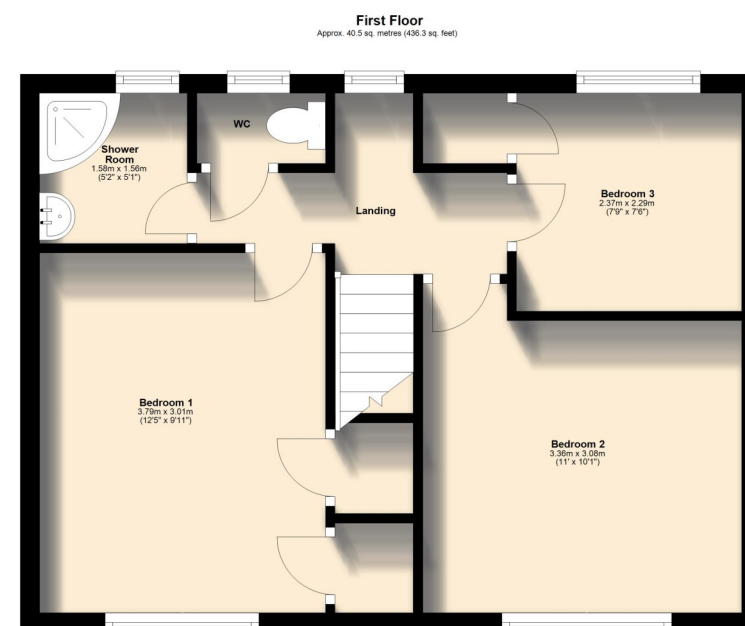 First Floor
Approx. 40.5 sq. metres (436.3 sq. feet)
WC
Shower
Room
1.58m x 1.56m
(5'2" x 5'1")
Landing
Bedroom 3
2.37m x 2.29m
(7'9" x 7'6")
Bedroom 1
3.79m x 3.01m
(12'5" x 9'11")
Bedroom 2
3.36m x 3.08m
(11' x 10'1")